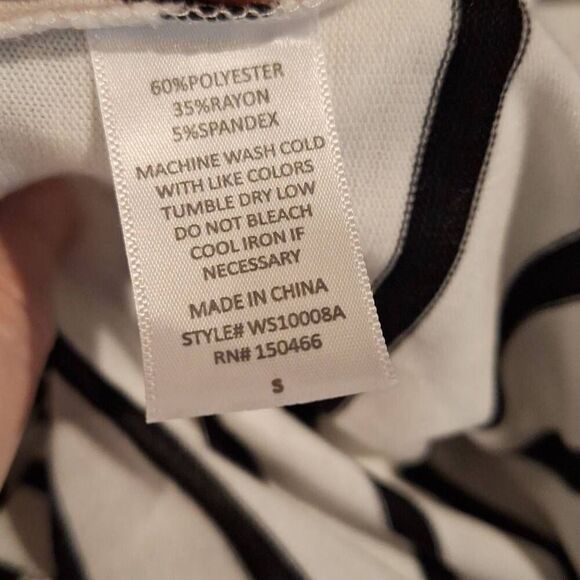 60%POLYESTER
35%RAYON
5%SPANDEX
MACHINE WASH COLD
WITH LIKE COLORS
TUMBLE DRY LOW
DO NOT BLEACH
COOL IRON IF
NECESSARY
MADE IN CHINA
STYLE# WS10008A
RN# 150466
S